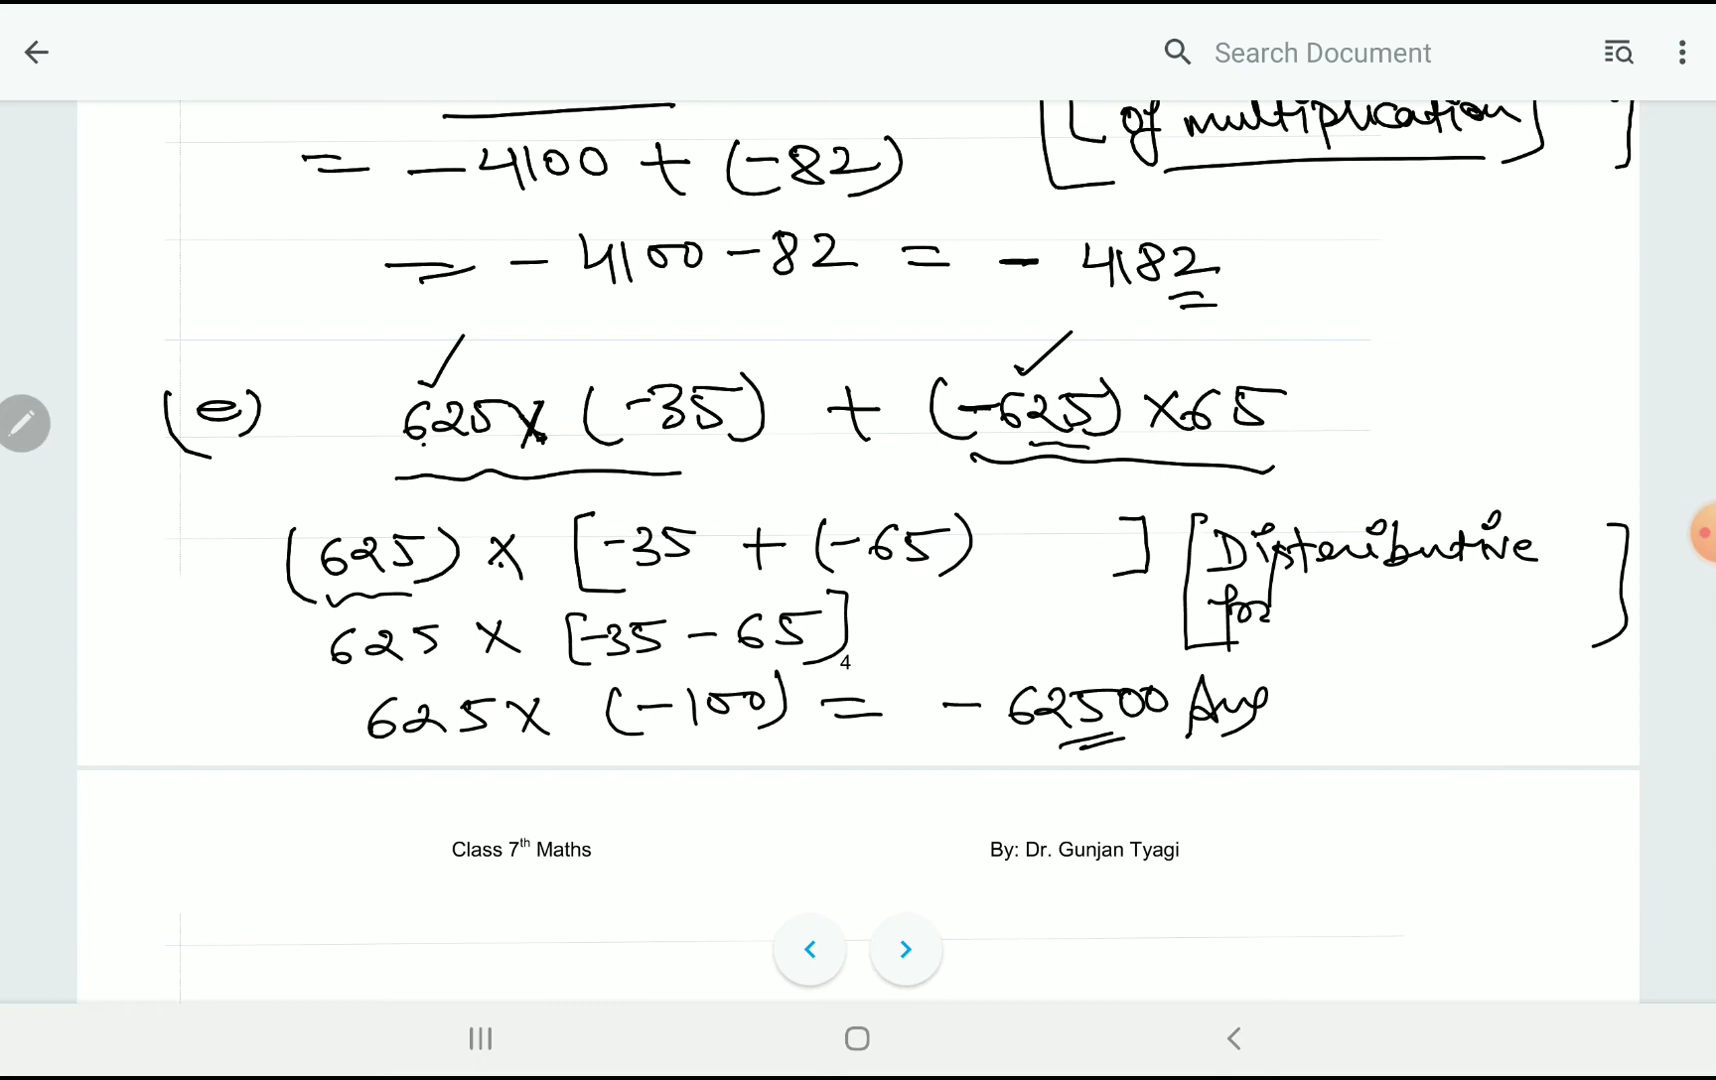 Search Document
of multiplication]
= - 4100 + (-82)
= - 4100 - 82 = - 4182
(e) 625 x (-35) + (-625) x 65
(625) x [-35 + (-65) ] [Disteributive
for ]
625 x [-35 - 65]
4
625 x (-100) = - 62500 Ans
Class 7th Maths By: Dr. Gunjan Tyagi